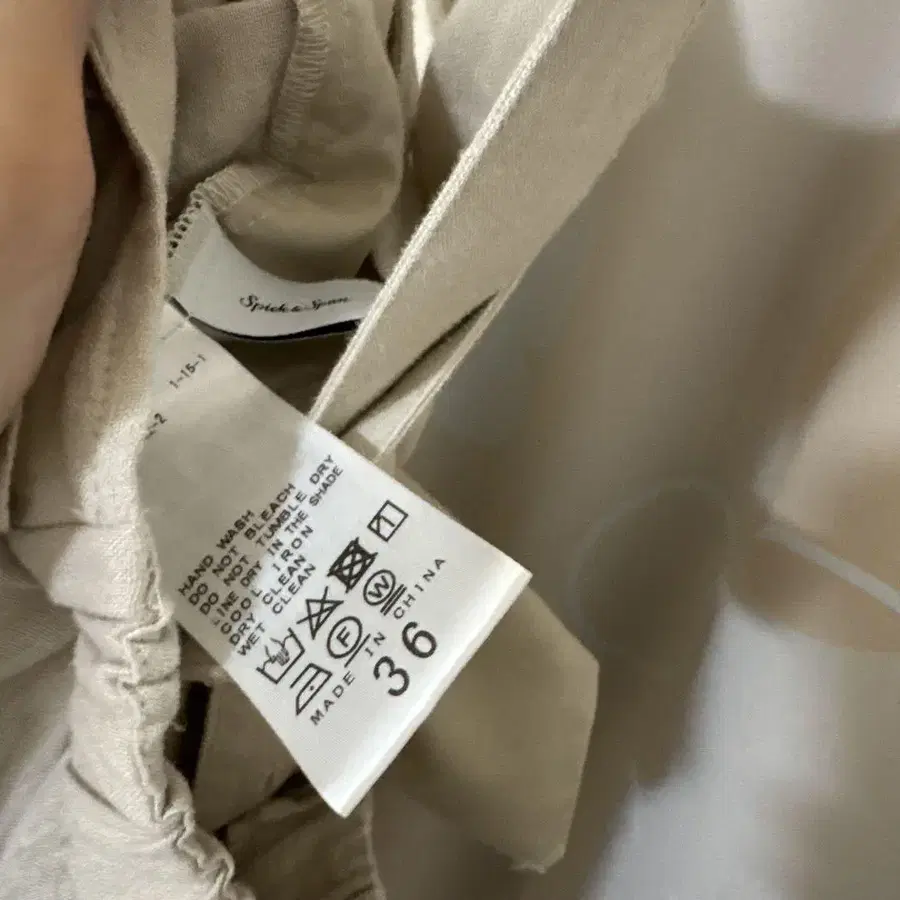 Spick & Span
1-15-1
-2
HAND WASH
DO NOT BLEACH
DO NOT TUMBLE DRY
LINE DRY IN THE SHADE
COOL IRON
DRY CLEAN
WET CLEAN
F W
MADE IN CHINA
36